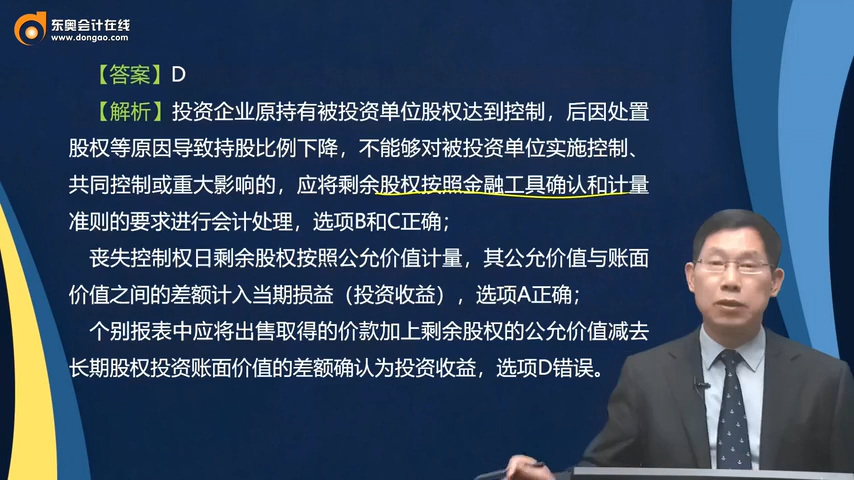 东奥会计在线
www.dongao.com
【答案】D
【解析】投资企业原持有被投资单位股权达到控制，后因处置
股权等原因导致持股比例下降，不能够对被投资单位实施控制、
共同控制或重大影响的，应将剩余股权按照金融工具确认和计量
准则的要求进行会计处理，选项B和C正确；
丧失控制权日剩余股权按照公允价值计量，其公允价值与账面
价值之间的差额计入当期损益（投资收益），选项A正确；
个别报表中应将出售取得的价款加上剩余股权的公允价值减去
长期股权投资账面价值的差额确认为投资收益，选项D错误。